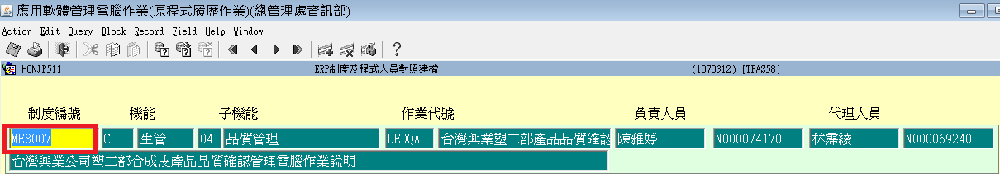 應用軟體管理電腦作業(原程式履歷作業)(總管理處資訊部)
Action Edit Query Block Record Field Help Window
HONJP511 ERP制度及程式人員對照建檔 (1070312) [TPAS58]
制度編號 機能 子機能 作業代號 負責人員 代理人員
ME8007 C 生管 04 品質管理 LEDQA 台灣興業塑二部產品品質確認 陳雅婷 N000074170 林霈綾 N000069240
台灣興業公司塑二部合成皮產品品質確認管理電腦作業說明